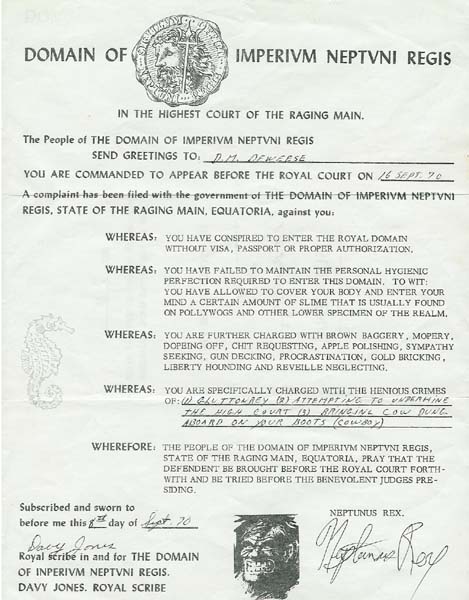 DOMAIN OF IMPERIVM NEPTVNI REGIS
IN THE HIGHEST COURT OF THE RAGING MAIN.
The People of THE DOMAIN OF IMPERIVM NEPTVNI REGIS
SEND GREETINGS TO: D.M. DEWERSE
YOU ARE COMMANDED TO APPEAR BEFORE THE ROYAL COURT ON 16 SEPT. 70
A complaint has been filed with the government of THE DOMAIN OF IMPERIVM NEPTVNI
REGIS, STATE OF THE RAGING MAIN, EQUATORIA, against you:
WHEREAS: YOU HAVE CONSPIRED TO ENTER THE ROYAL DOMAIN
WITHOUT VISA, PASSPORT OR PROPER AUTHORIZATION.
WHEREAS: YOU HAVE FAILED TO MAINTAIN THE PERSONAL HYGIENIC
PERFECTION REQUIRED TO ENTER THIS DOMAIN. TO WIT:
YOU HAVE ALLOWED TO COVER YOUR BODY AND ENTER YOUR
MIND A CERTAIN AMOUNT OF SLIME THAT IS USUALLY FOUND
ON POLLYWOGS AND OTHER LOWER SPECIMEN OF THE REALM.
WHEREAS: YOU ARE FURTHER CHARGED WITH BROWN BAGGERY, MOPERY,
DOPEING OFF, CHIT REQUESTING, APPLE POLISHING, SYMPATHY
SEEKING, GUN DECKING, PROCRASTINATION, GOLD BRICKING,
LIBERTY HOUNDING AND REVEILLE NEGLECTING.
WHEREAS: YOU ARE SPECIFICALLY CHARGED WITH THE HENIOUS CRIMES
OF: (1) GLUTTONREY (2) ATTEMPTING TO UNDERMINE
THE HIGH COURT (3) BRINGING COW DUNG
ABOARD ON YOUR BOOTS (COWBOY)
WHEREFORE: THE PEOPLE OF THE DOMAIN OF IMPERIVM NEPTVNI REGIS,
STATE OF THE RAGING MAIN, EQUATORIA, PRAY THAT THE
DEFENDENT BE BROUGHT BEFORE THE ROYAL COURT FORTH-
WITH AND BE TRIED BEFORE THE BENEVOLENT JUDGES PRE-
SIDING.
Subscribed and sworn to
before me this 8th day of Sept. 70
NEPTUNUS REX.
Neptunus Rex
Davy Jones
Royal scribe in and for THE DOMAIN
OF INPERIVM NEPTVNI REGIS.
DAVY JONES, ROYAL SCRIBE